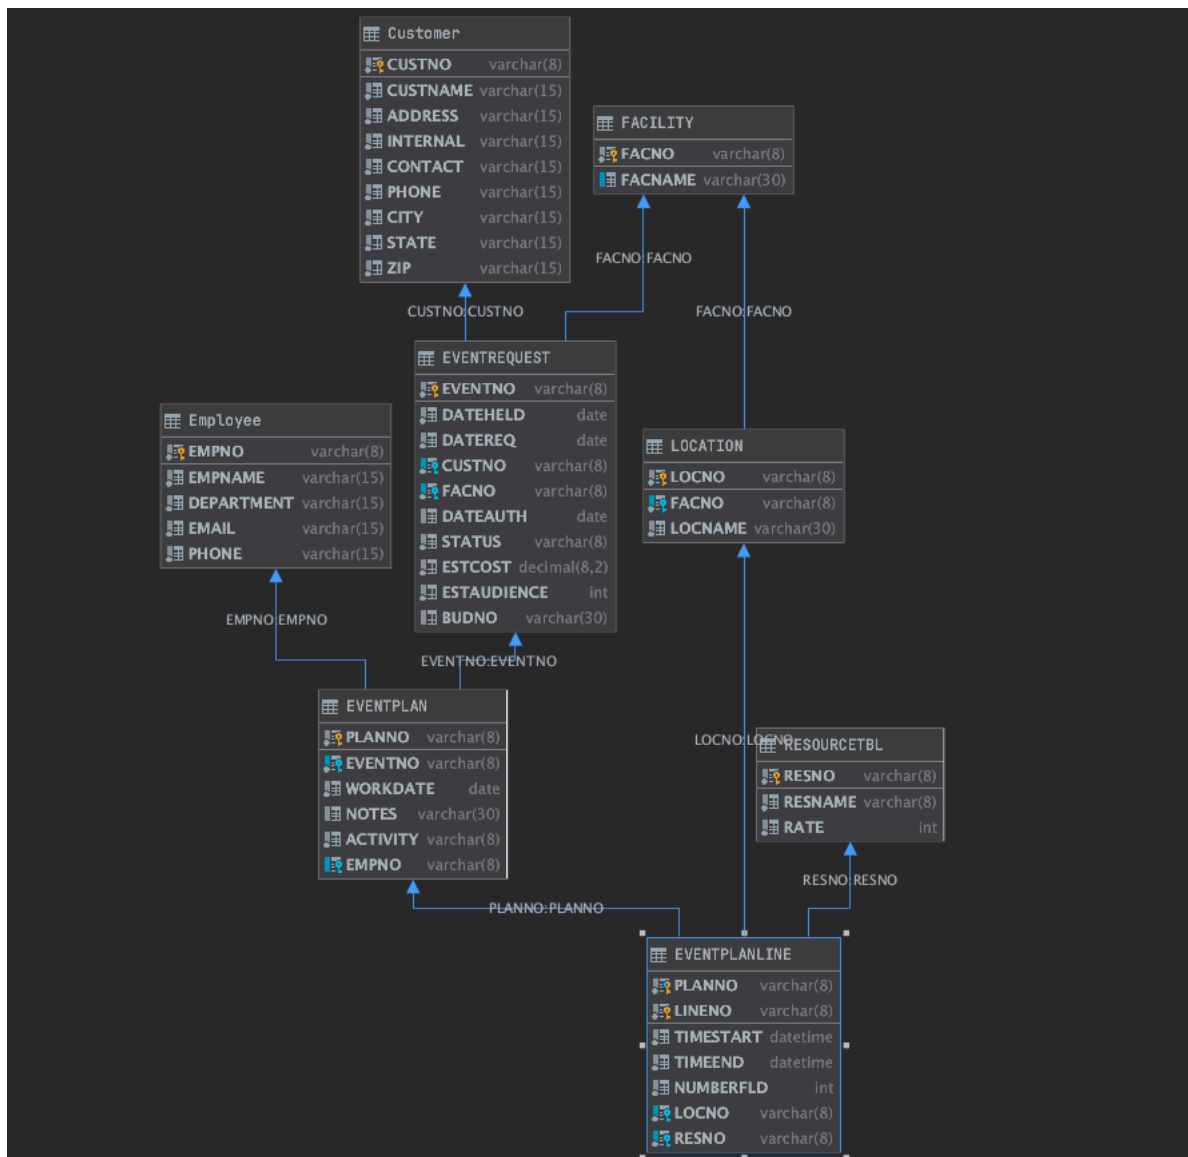 Customer
CUSTNO varchar(8)
CUSTNAME varchar(15)
ADDRESS varchar(15)
INTERNAL varchar(15)
CONTACT varchar(15)
PHONE varchar(15)
CITY varchar(15)
STATE varchar(15)
ZIP varchar(15)
FACILITY
FACNO varchar(8)
FACNAME varchar(30)
FACNO:FACNO
CUSTNO:CUSTNO
FACNO:FACNO
EVENTREQUEST
EVENTNO varchar(8)
DATEHELD date
DATEREQ date
CUSTNO varchar(8)
FACNO varchar(8)
DATEAUTH date
STATUS varchar(8)
ESTCOST decimal(8,2)
ESTAUDIENCE int
BUDNO varchar(30)
Employee
EMPNO varchar(8)
EMPNAME varchar(15)
DEPARTMENT varchar(15)
EMAIL varchar(15)
PHONE varchar(15)
LOCATION
LOCNO varchar(8)
FACNO varchar(8)
LOCNAME varchar(30)
EMPNO:EMPNO
EVENTNO:EVENTNO
EVENTPLAN
PLANNO varchar(8)
EVENTNO varchar(8)
WORKDATE date
NOTES varchar(30)
ACTIVITY varchar(8)
EMPNO varchar(8)
LOCNO:LOCNO
RESOURCETBL
RESNO varchar(8)
RESNAME varchar(8)
RATE int
RESNO:RESNO
PLANNO:PLANNO
EVENTPLANLINE
PLANNO varchar(8)
LINENO varchar(8)
TIMESTART datetime
TIMEEND datetime
NUMBERFLD int
LOCNO varchar(8)
RESNO varchar(8)